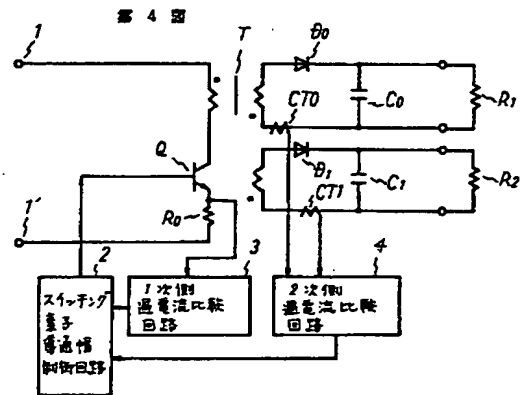 第4図
1
T
D0
CT0
C0
R1
Q
D1
CT1
C1
R2
R0
1'
2
3
4
スイッチング
素子
導通幅
制御回路
1次側
過電流比較
回路
2次側
過電流比較
回路